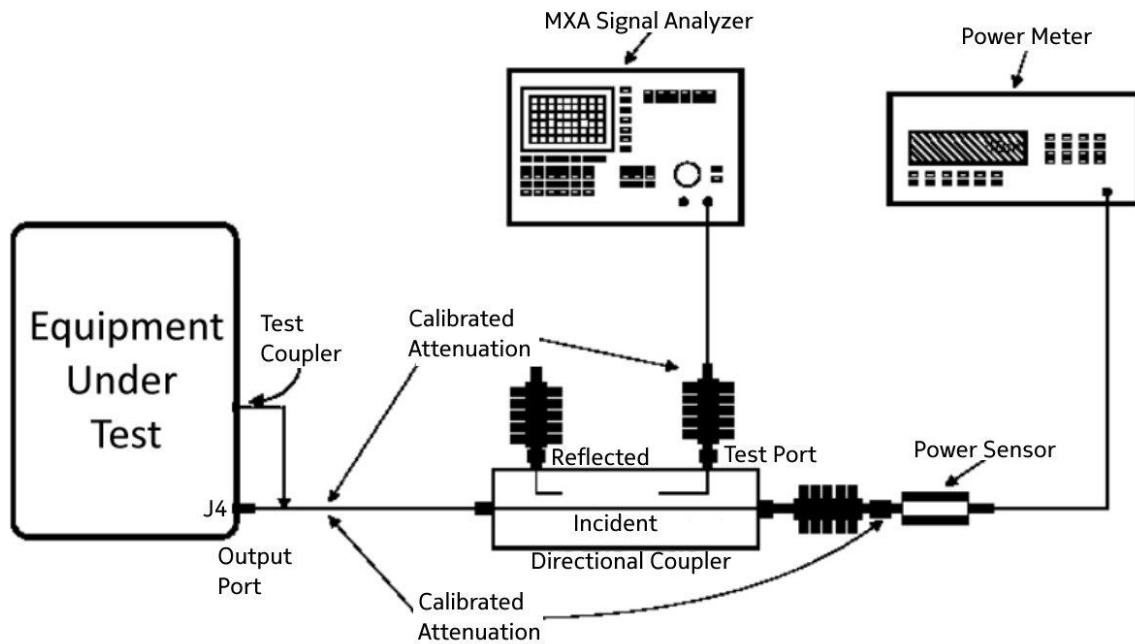 MXA Signal Analyzer
Power Meter
Equipment
Under
Test
Test
Coupler
Calibrated
Attenuation
Reflected
Test Port
Power Sensor
J4
Incident
Output
Port
Directional Coupler
Calibrated
Attenuation